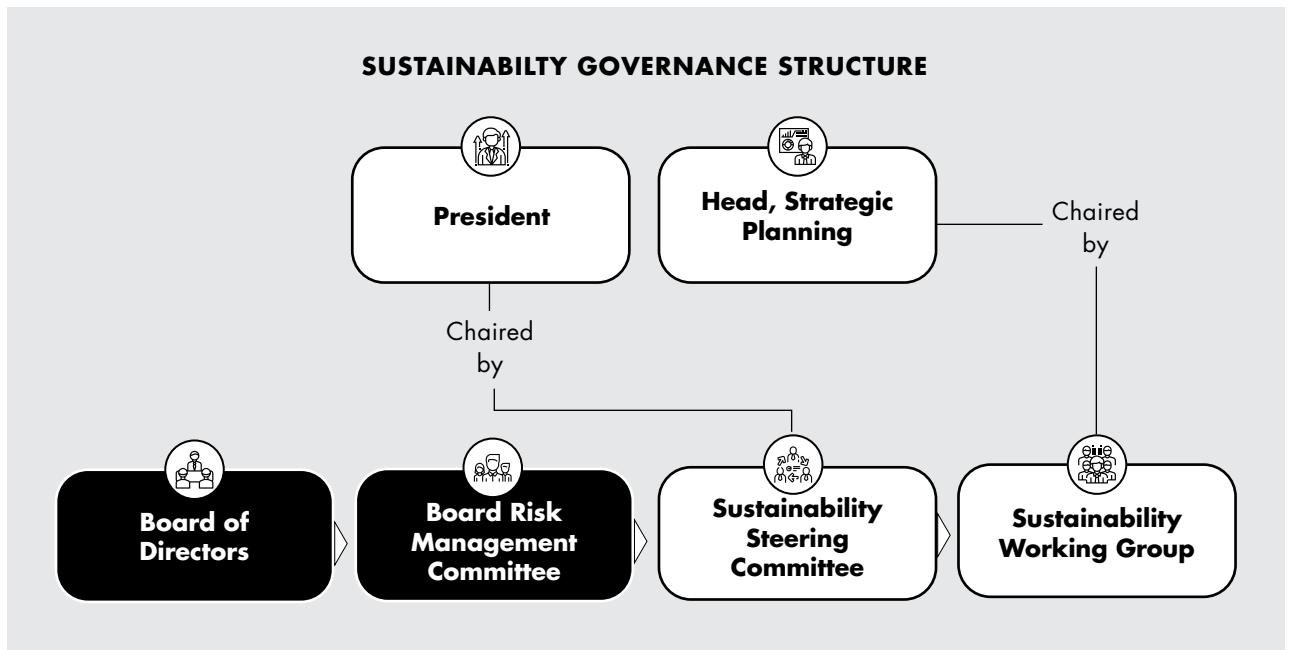 SUSTAINABILTY GOVERNANCE STRUCTURE
President
Head, Strategic
Planning
Chaired
by
Chaired
by
Board of
Directors
Board Risk
Management
Committee
Sustainability
Steering
Committee
Sustainability
Working Group